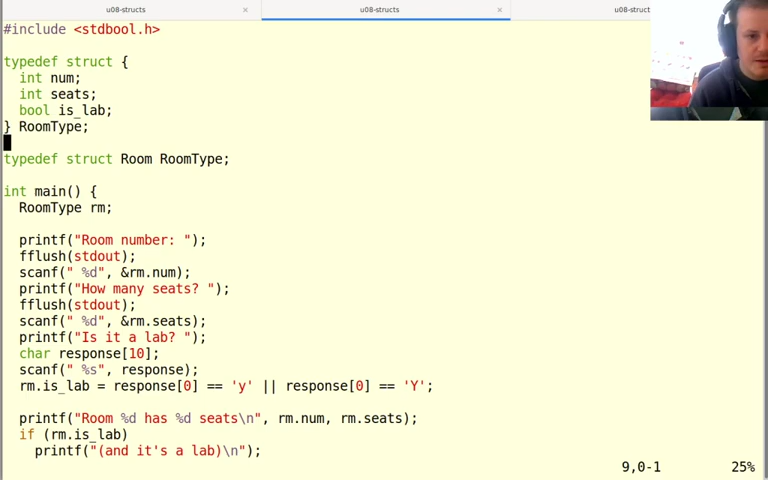 u08-structs × u08-structs × u08-struct
#include <stdbool.h>
typedef struct {
int num;
int seats;
bool is_lab;
} RoomType;
typedef struct Room RoomType;
int main() {
RoomType rm;
printf("Room number: ");
fflush(stdout);
scanf(" %d", &rm.num);
printf("How many seats? ");
fflush(stdout);
scanf(" %d", &rm.seats);
printf("Is it a lab? ");
char response[10];
scanf(" %s", response);
rm.is_lab = response[0] == 'y' || response[0] == 'Y';
printf("Room %d has %d seats\n", rm.num, rm.seats);
if (rm.is_lab)
printf("(and it's a lab)\n");
9,0-1 25%